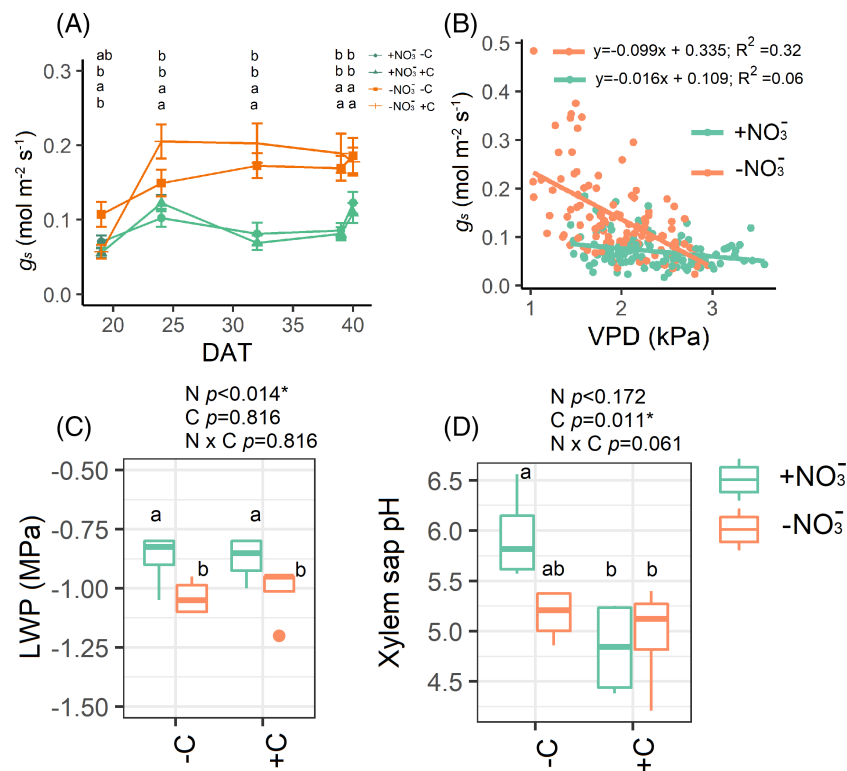 (A)
ab b b b b
b b b b b
a a a a a
b a a a a
+NO₃⁻ -C
+NO₃⁻ +C
-NO₃⁻ -C
-NO₃⁻ +C
0.3
0.2
0.1
0.0
gs (mol m⁻² s⁻¹)
20 25 30 35 40
DAT
(B)
y=-0.099x + 0.335; R² =0.32
y=-0.016x + 0.109; R² =0.06
+NO₃⁻
-NO₃⁻
0.5
0.4
0.3
0.2
0.1
0.0
gs (mol m⁻² s⁻¹)
1 2 3
VPD (kPa)
(C)
N p<0.014*
C p=0.816
N x C p=0.816
-0.50
-0.75
-1.00
-1.25
-1.50
LWP (MPa)
a a
b b
-C +C
(D)
N p<0.172
C p=0.011*
N x C p=0.061
6.5
6.0
5.5
5.0
4.5
Xylem sap pH
a
ab b b
-C +C
+NO₃⁻
-NO₃⁻